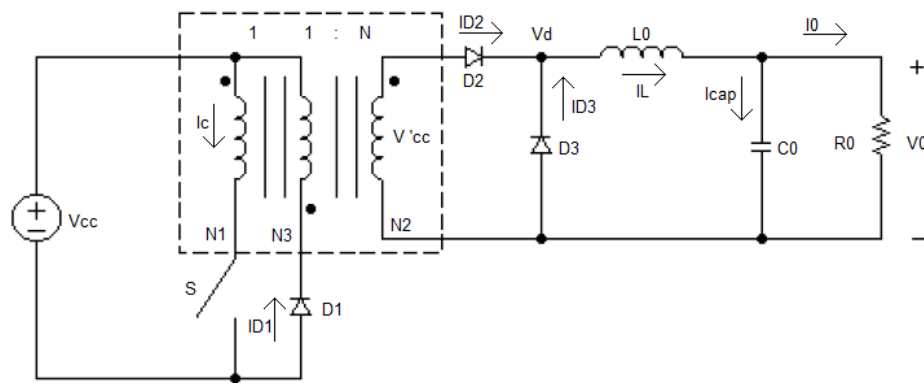 1 1 : N
ID2
Vd
L0
I0
D2
IL
Ic
ID3
Icap
+
V 'cc
D3
C0
R0
V0
+
−
Vcc
N1 N3 N2
−
S
ID1
D1